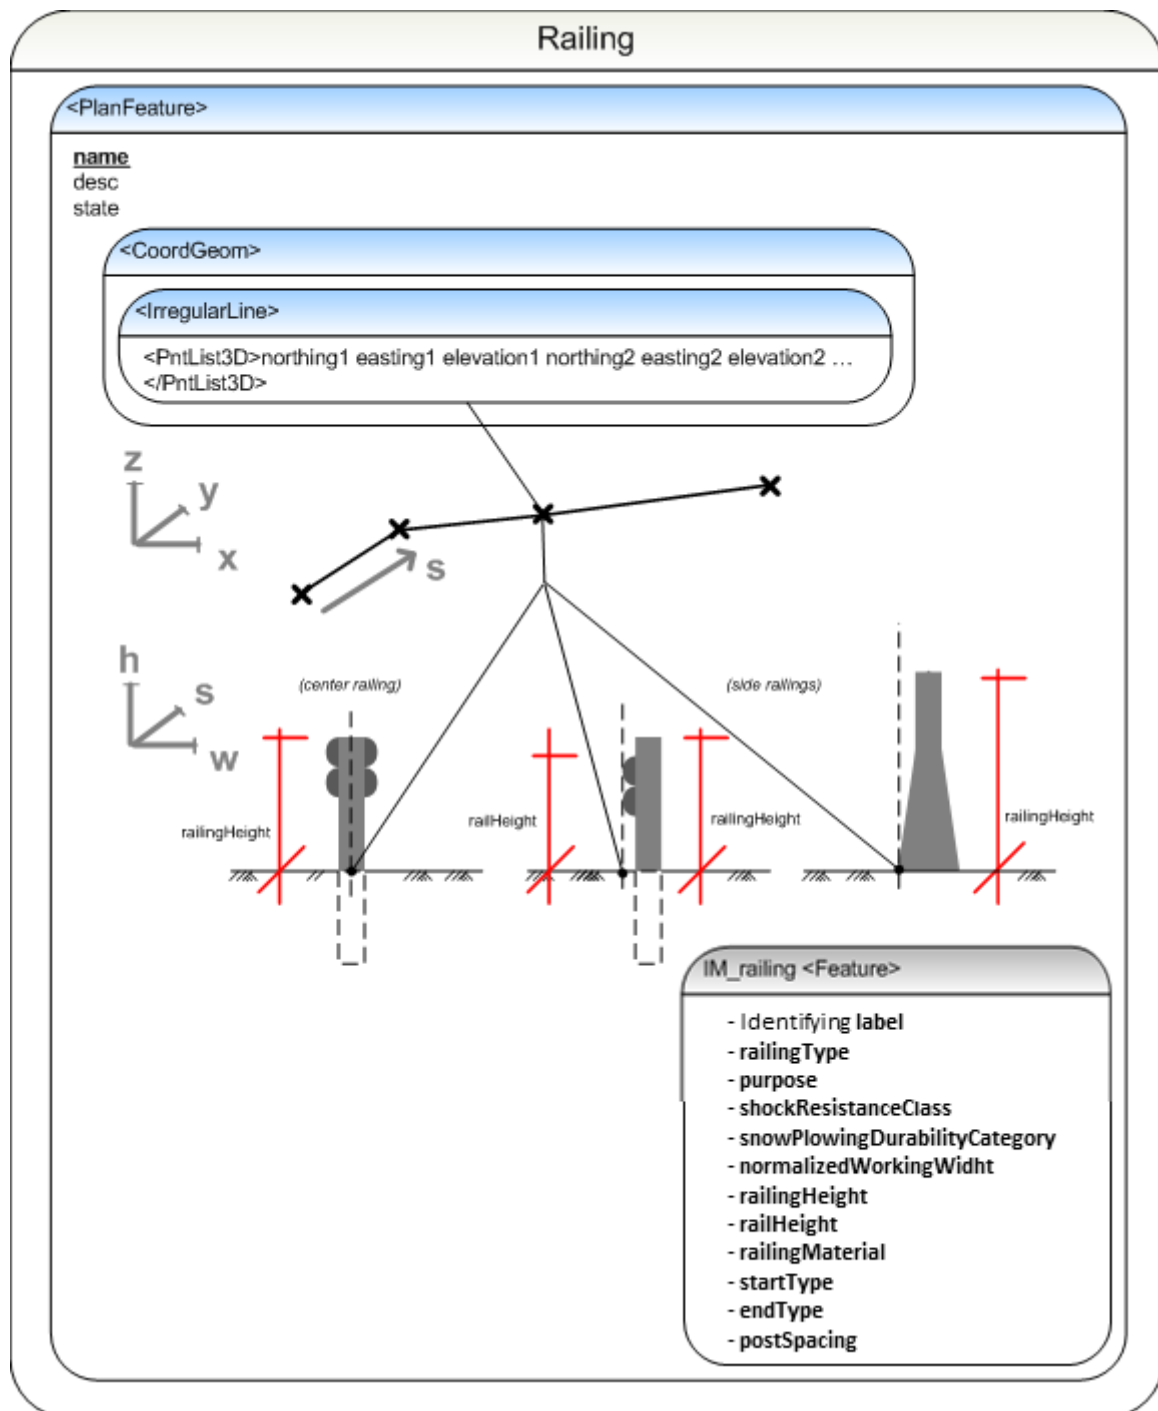 Railing
<PlanFeature>
name
desc
state
<CoordGeom>
<IrregularLine>
<PntList3D>northing1 easting1 elevation1 northing2 easting2 elevation2 ...
</PntList3D>
z
y
x
s
h
s
w
(center railing)
(side railings)
railingHeight
railHeight
railingHeight
railingHeight
IM_railing <Feature>
- Identifying label
- railingType
- purpose
- shockResistanceClass
- snowPlowingDurabilityCategory
- normalizedWorkingWidht
- railingHeight
- railHeight
- railingMaterial
- startType
- endType
- postSpacing